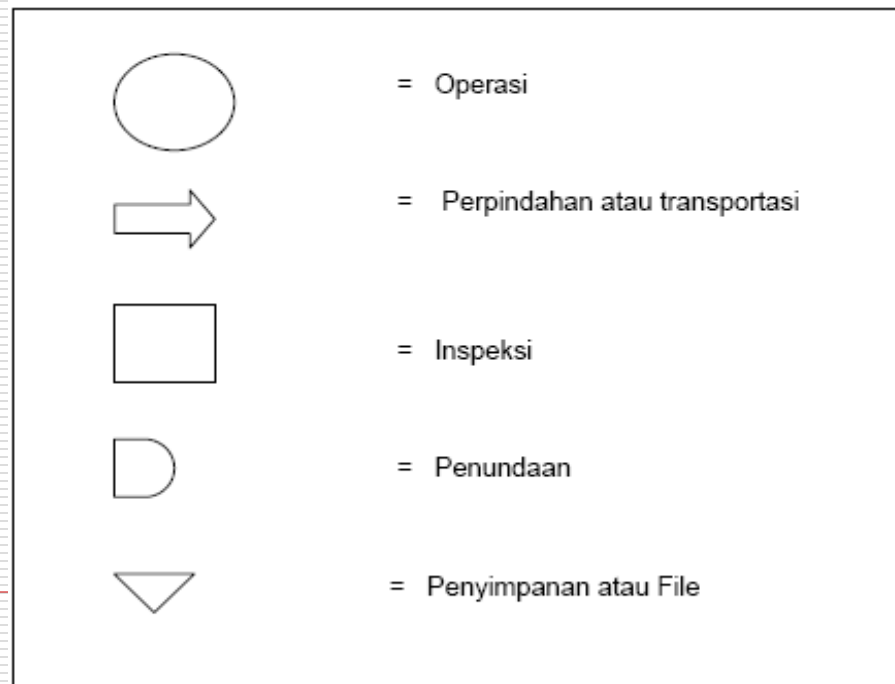 = Operasi
= Perpindahan atau transportasi
= Inspeksi
= Penundaan
= Penyimpanan atau File